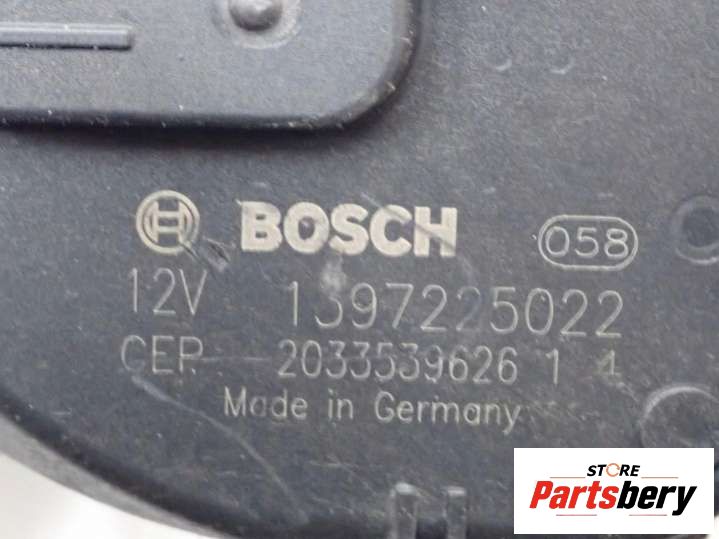 BOSCH 058
12V 1397225022
CEP. 2033539626 1 4
Made in Germany
STORE
Partsbery